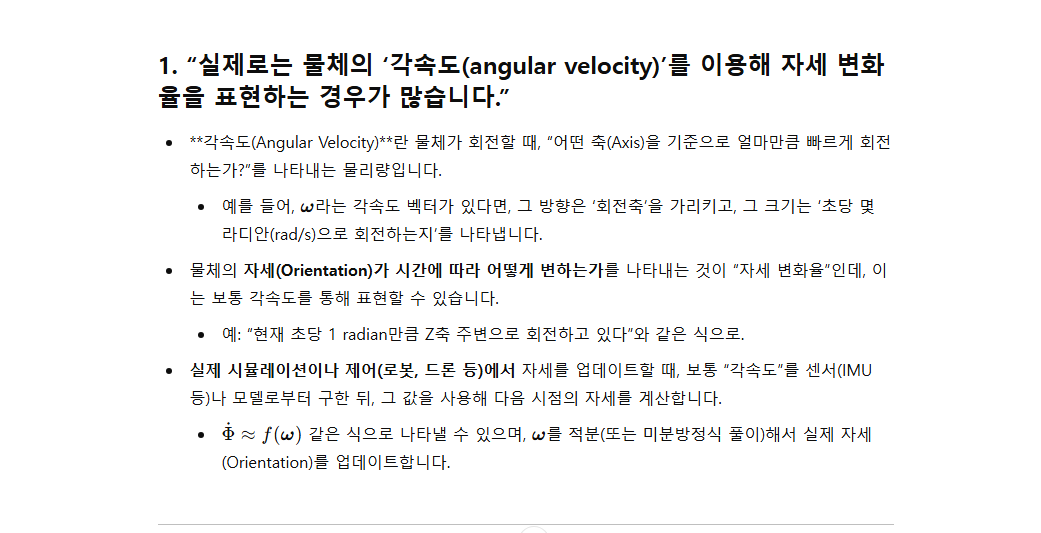 1. “실제로는 물체의 ‘각속도(angular velocity)’를 이용해 자세 변화
율을 표현하는 경우가 많습니다.”
• **각속도(Angular Velocity)**란 물체가 회전할 때, “어떤 축(Axis)을 기준으로 얼마만큼 빠르게 회전
하는가?”를 나타내는 물리량입니다.
• 예를 들어, 𝝎라는 각속도 벡터가 있다면, 그 방향은 ‘회전축’을 가리키고, 그 크기는 ‘초당 몇
라디안(rad/s)으로 회전하는지’를 나타냅니다.
• 물체의 자세(Orientation)가 시간에 따라 어떻게 변하는가를 나타내는 것이 “자세 변화율”인데, 이
는 보통 각속도를 통해 표현할 수 있습니다.
• 예: “현재 초당 1 radian만큼 Z축 주변으로 회전하고 있다”와 같은 식으로.
• 실제 시뮬레이션이나 제어(로봇, 드론 등)에서 자세를 업데이트할 때, 보통 “각속도”를 센서(IMU
등)나 모델로부터 구한 뒤, 그 값을 사용해 다음 시점의 자세를 계산합니다.
• Φ̇ ≈ f(𝝎) 같은 식으로 나타낼 수 있으며, 𝝎를 적분(또는 미분방정식 풀이)해서 실제 자세
(Orientation)를 업데이트합니다.